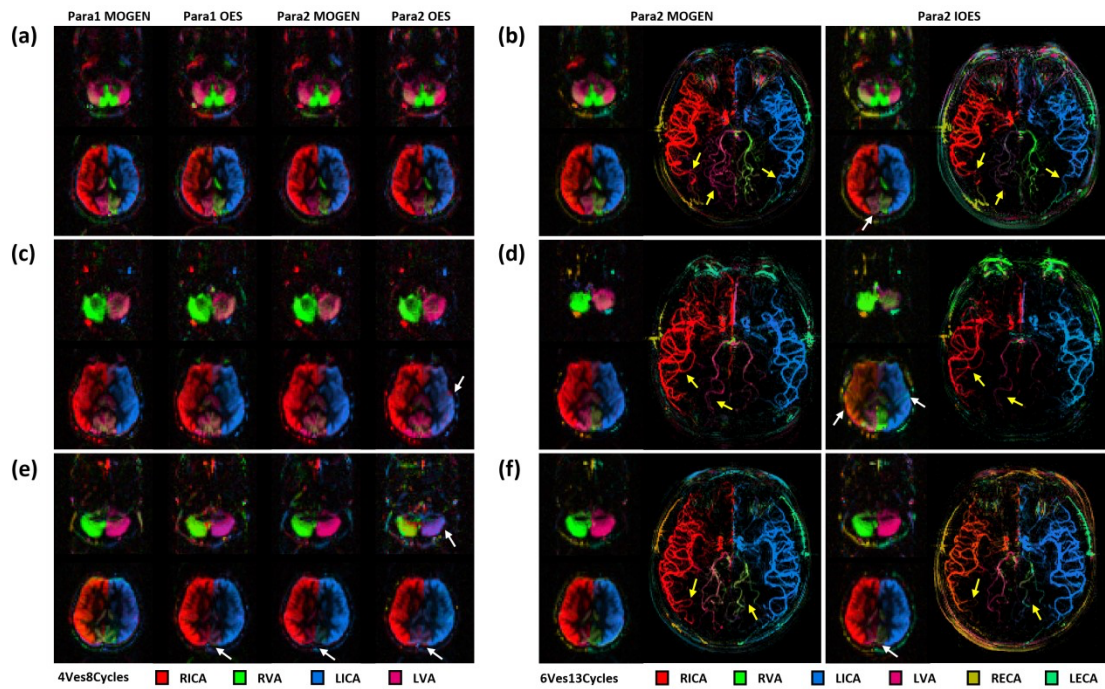 Para1 MOGEN Para1 OES Para2 MOGEN Para2 OES Para2 MOGEN Para2 IOES
(a) (b)
(c) (d)
(e) (f)
4Ves8Cycles RICA RVA LICA LVA 6Ves13Cycles RICA RVA LICA LVA RECA LECA